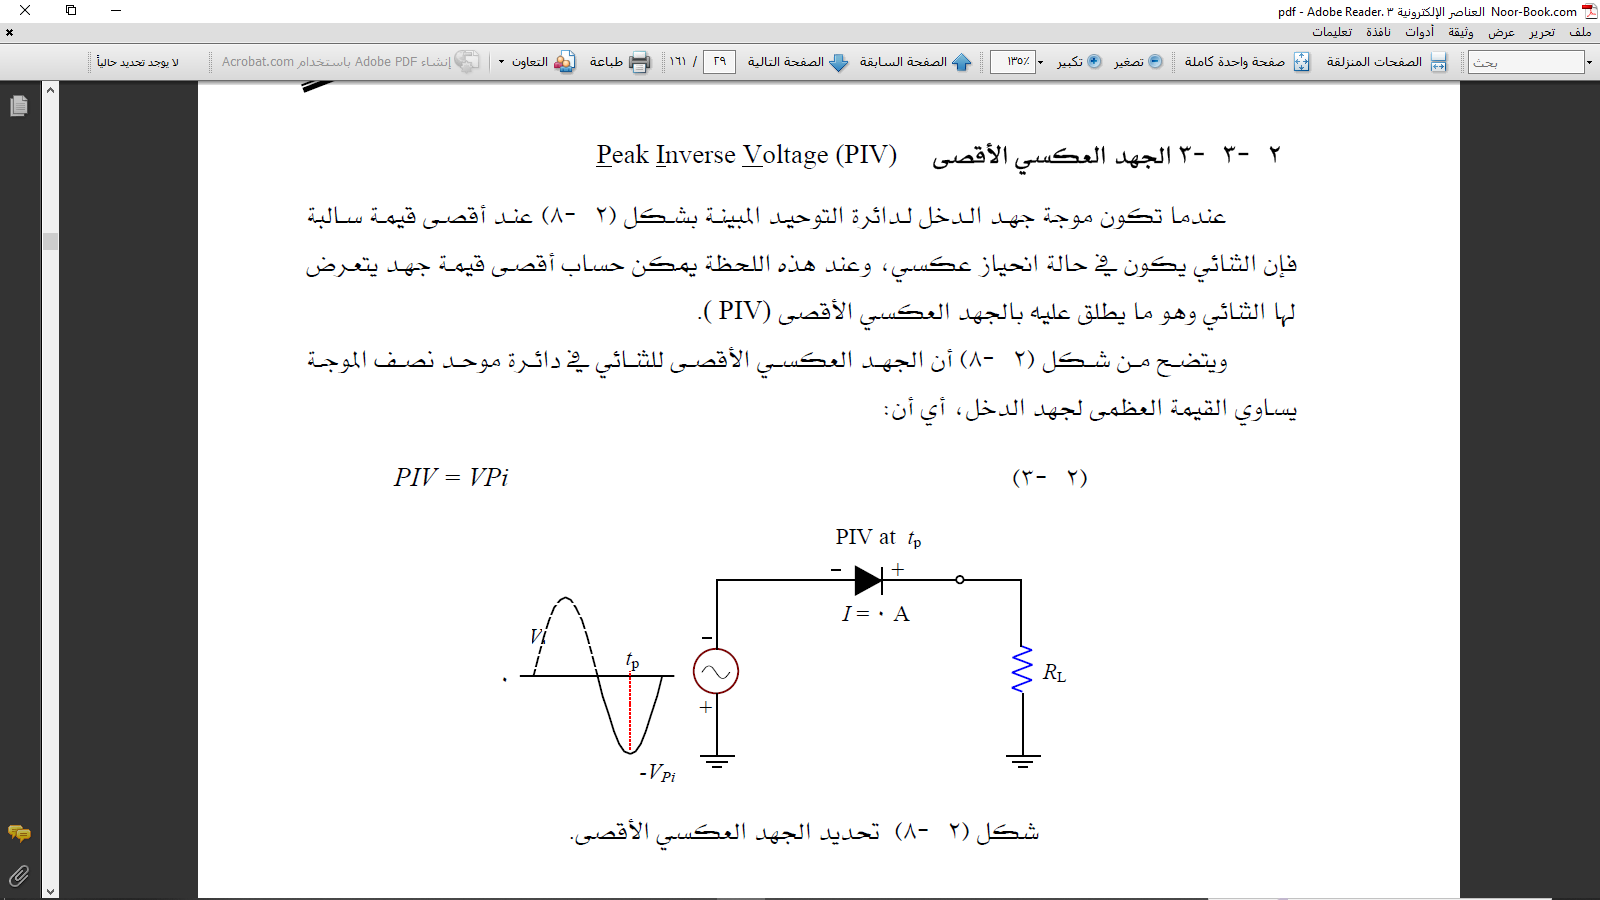 Noor-Book.com العناصر الإلكترونية ٣ .pdf - Adobe Reader
ملف تحرير عرض وثيقة أدوات نافذة تعليمات
بحث الصفحات المنزلقة صفحة واحدة كاملة تصغير تكبير ١٣٥٪ الصفحة السابقة الصفحة التالية ٢٩ / ١٦١ طباعة التعاون إنشاء Adobe PDF باستخدام Acrobat.com لا يوجد تحديد حالياً
٢ -٣ -٣ الجهد العكسي الأقصى Peak Inverse Voltage (PIV)
عندما تكون موجة جهد الدخل لدائرة التوحيد المبينة بشكل (٢ -٨) عند أقصى قيمة سالبة
فإن الثنائي يكون في حالة انحياز عكسي، وعند هذه اللحظة يمكن حساب أقصى قيمة جهد يتعرض
لها الثنائي وهو ما يطلق عليه بالجهد العكسي الأقصى (PIV ).
ويتضح من شكل (٢ -٨) أن الجهد العكسي الأقصى للثنائي في دائرة موحد نصف الموجة
يساوي القيمة العظمى لجهد الدخل، أي أن:
PIV = VPi (٢ -٣)
PIV at tp
− +
I = ٠ A
Vi
tp
−
+
RL
٠
-VPi
شكل (٢ -٨) تحديد الجهد العكسي الأقصى.